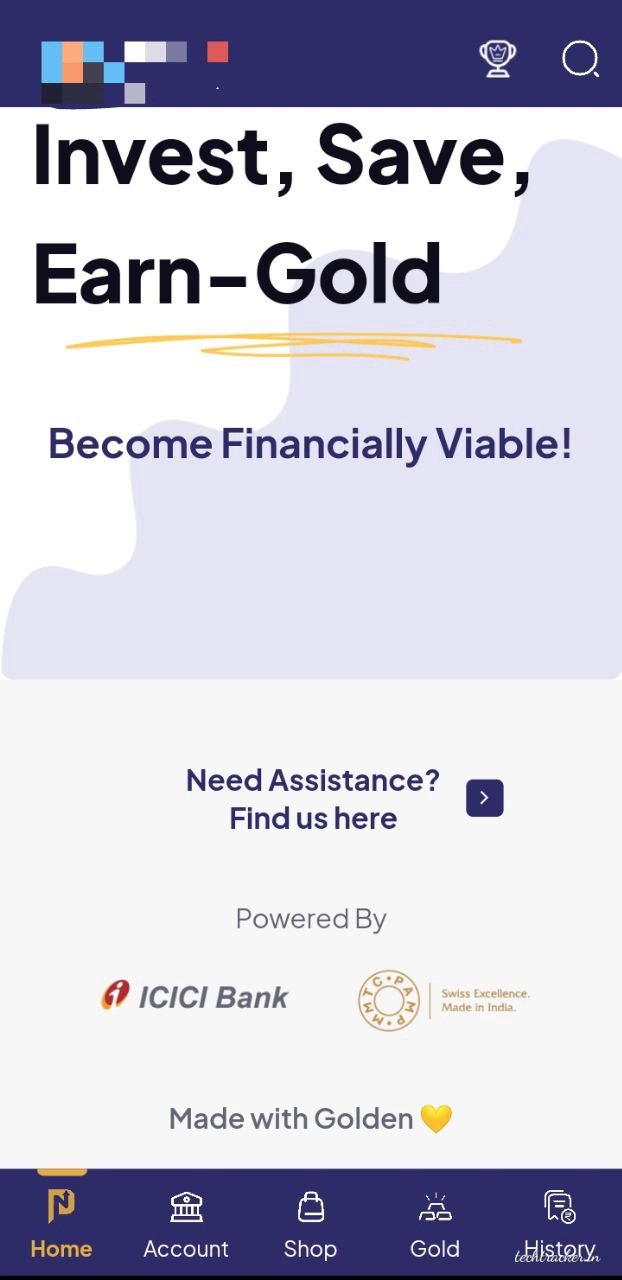 Invest, Save,
Earn–Gold
Become Financially Viable!
Need Assistance?
Find us here
Powered By
ICICI Bank
MMTC·PAMP
Swiss Excellence.
Made in India.
Made with Golden 💛
Home
Account
Shop
Gold
History
techtracker.in